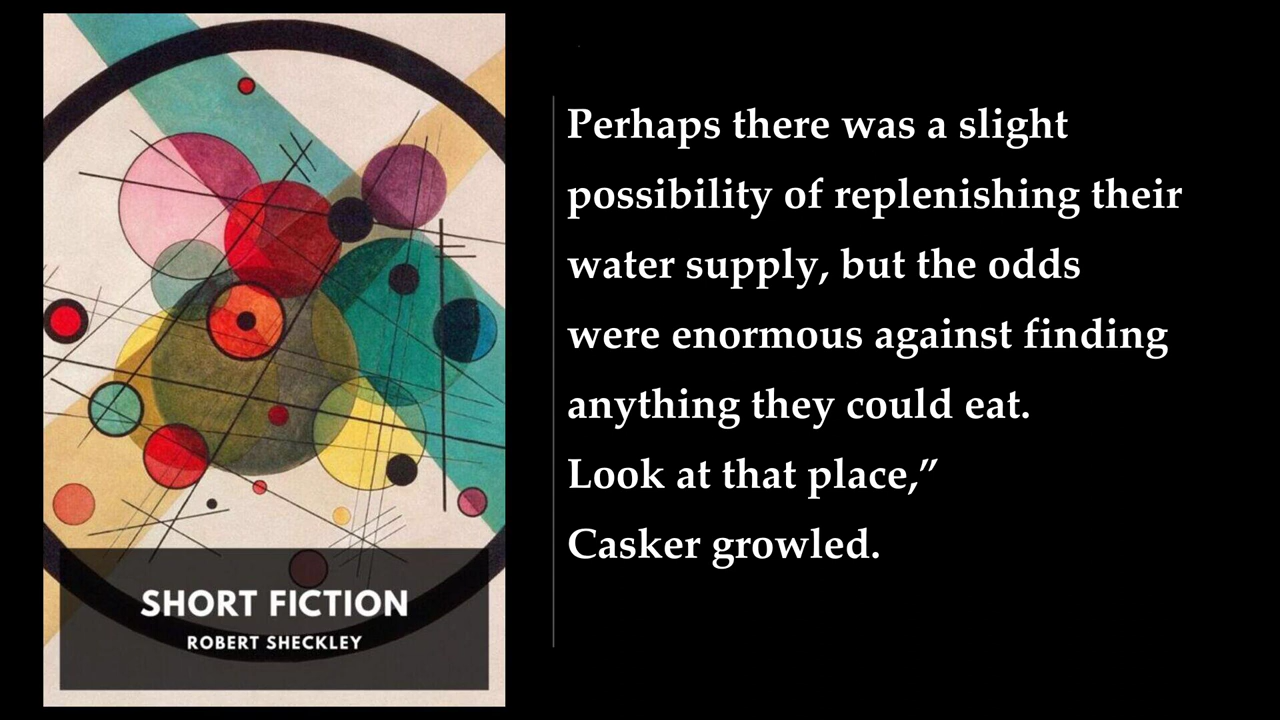 SHORT FICTION
ROBERT SHECKLEY
Perhaps there was a slight
possibility of replenishing their
water supply, but the odds
were enormous against finding
anything they could eat.
Look at that place,”
Casker growled.